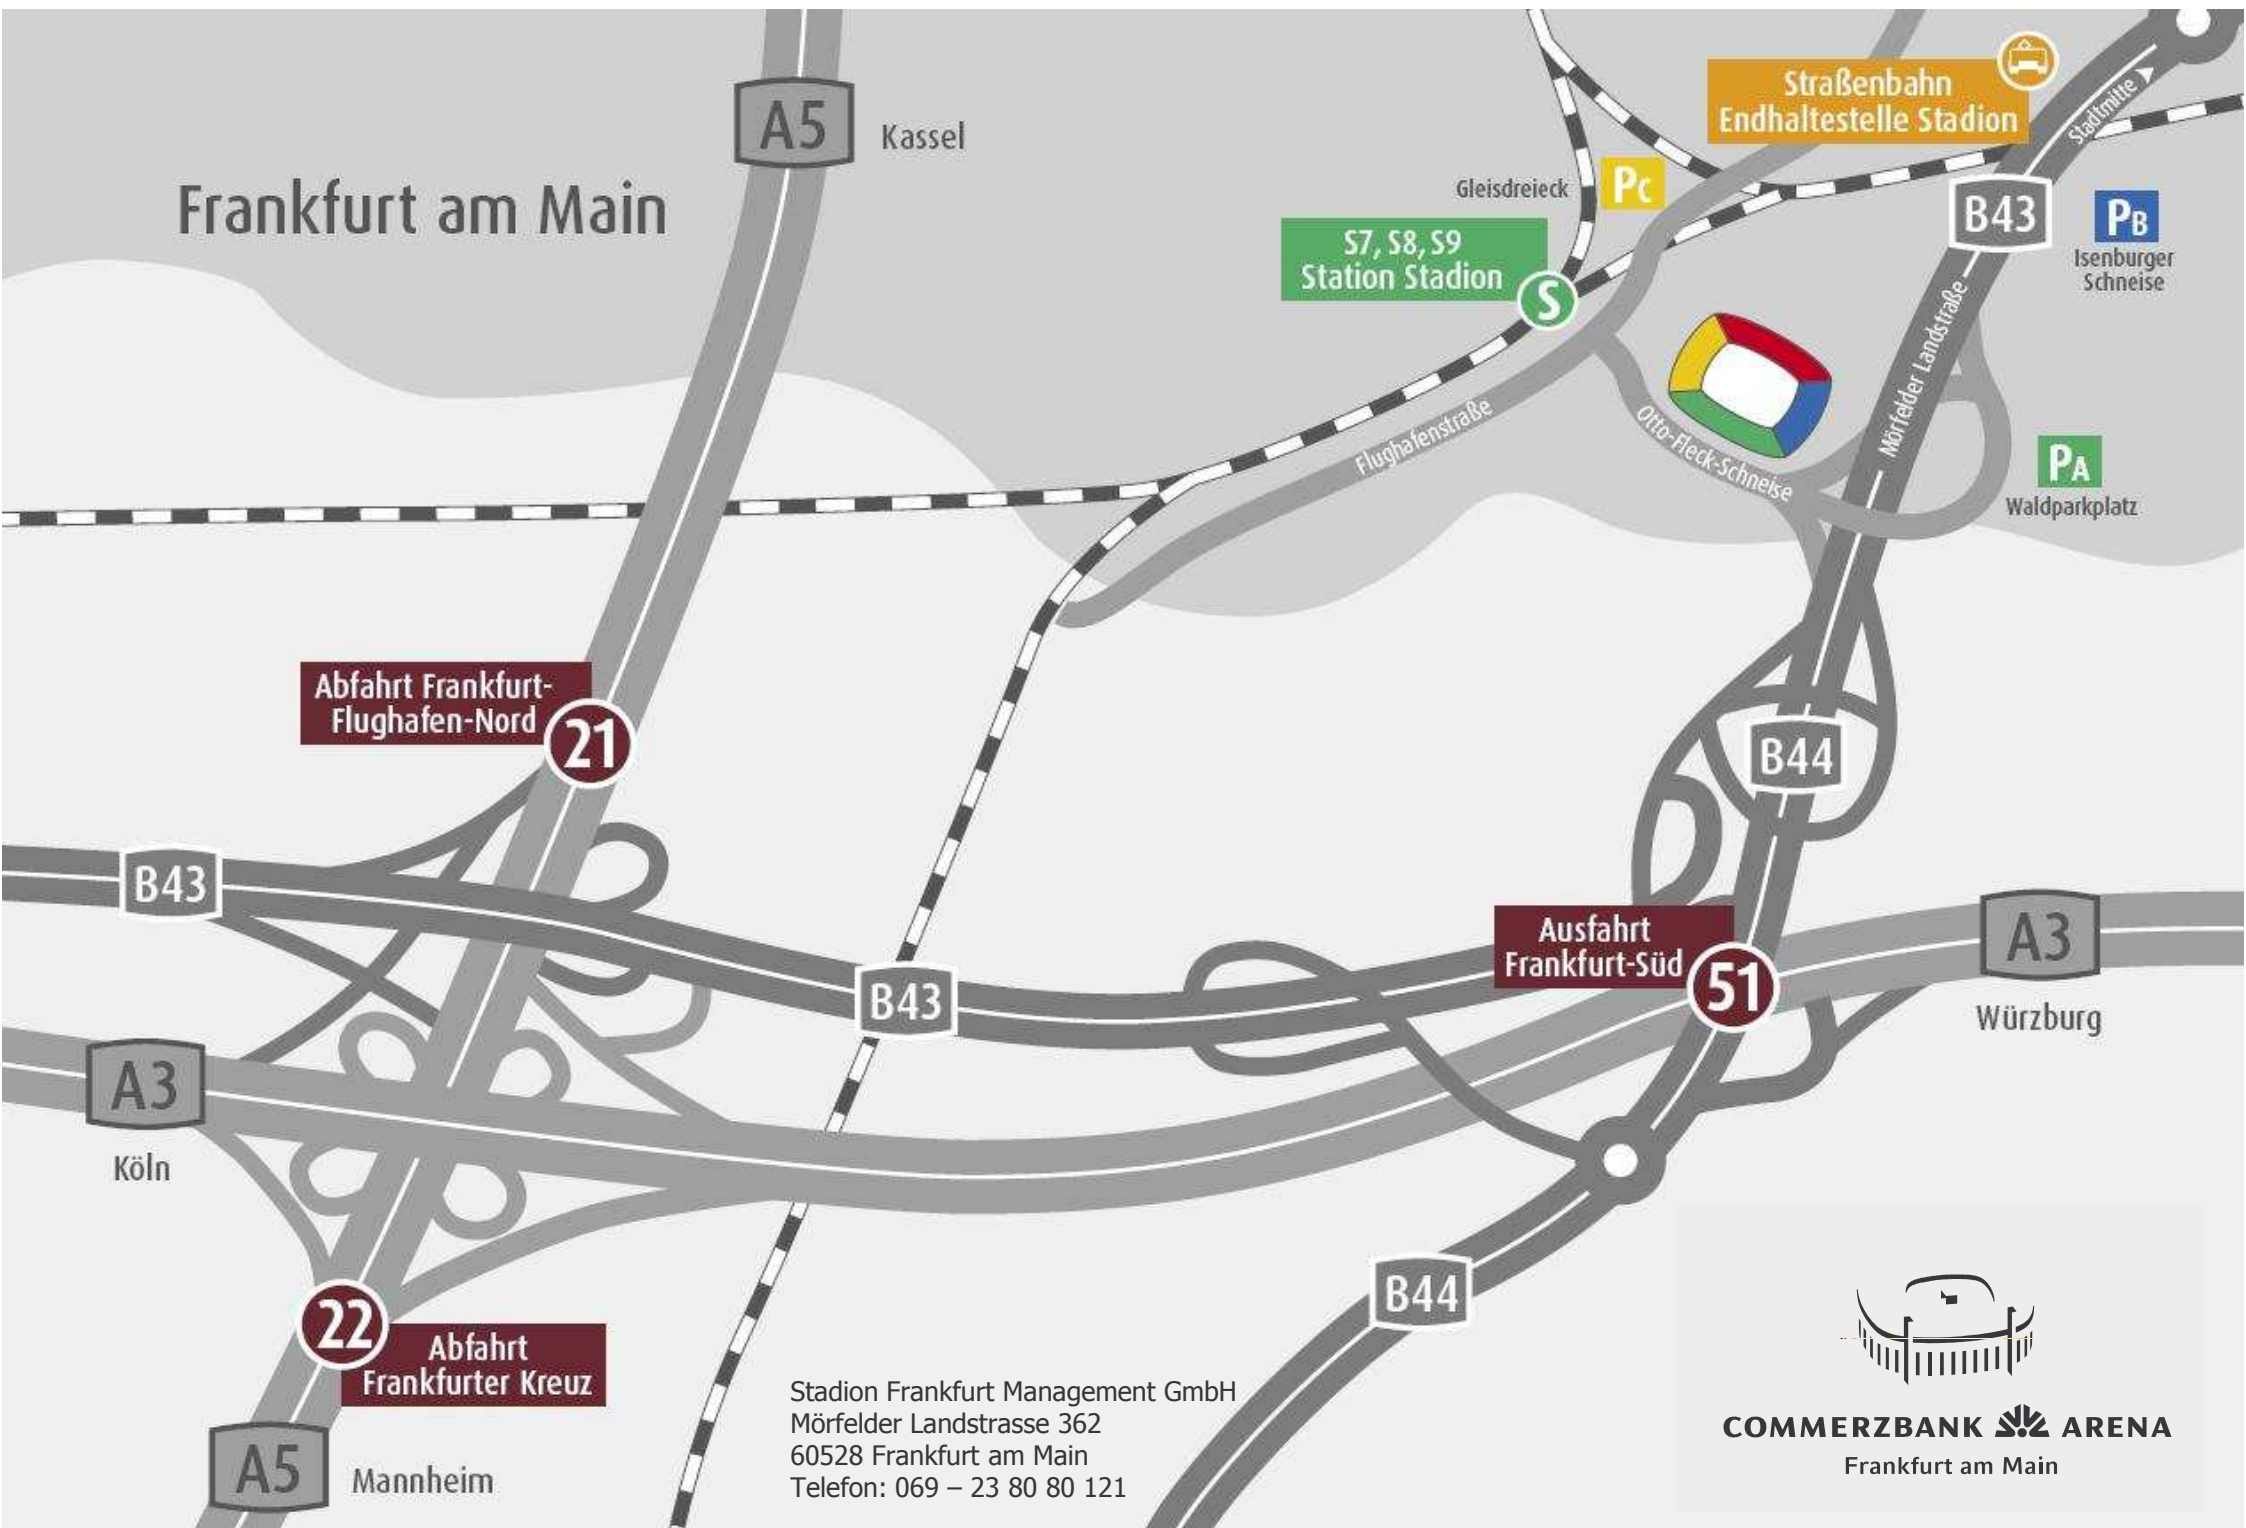 A5
Kassel
Frankfurt am Main
Straßenbahn
Endhaltestelle Stadion
Stadtmitte
Gleisdreieck
PC
B43
PB
Isenburger
Schneise
S7, S8, S9
Station Stadion
S
Mörfelder Landstraße
Flughafenstraße
Otto-Fleck-Schneise
PA
Waldparkplatz
Abfahrt Frankfurt-
Flughafen-Nord
21
B44
B43
B43
Ausfahrt
Frankfurt-Süd
51
A3
Würzburg
A3
Köln
22
Abfahrt
Frankfurter Kreuz
B44
A5
Mannheim
Stadion Frankfurt Management GmbH
Mörfelder Landstrasse 362
60528 Frankfurt am Main
Telefon: 069 – 23 80 80 121
COMMERZBANK ARENA
Frankfurt am Main